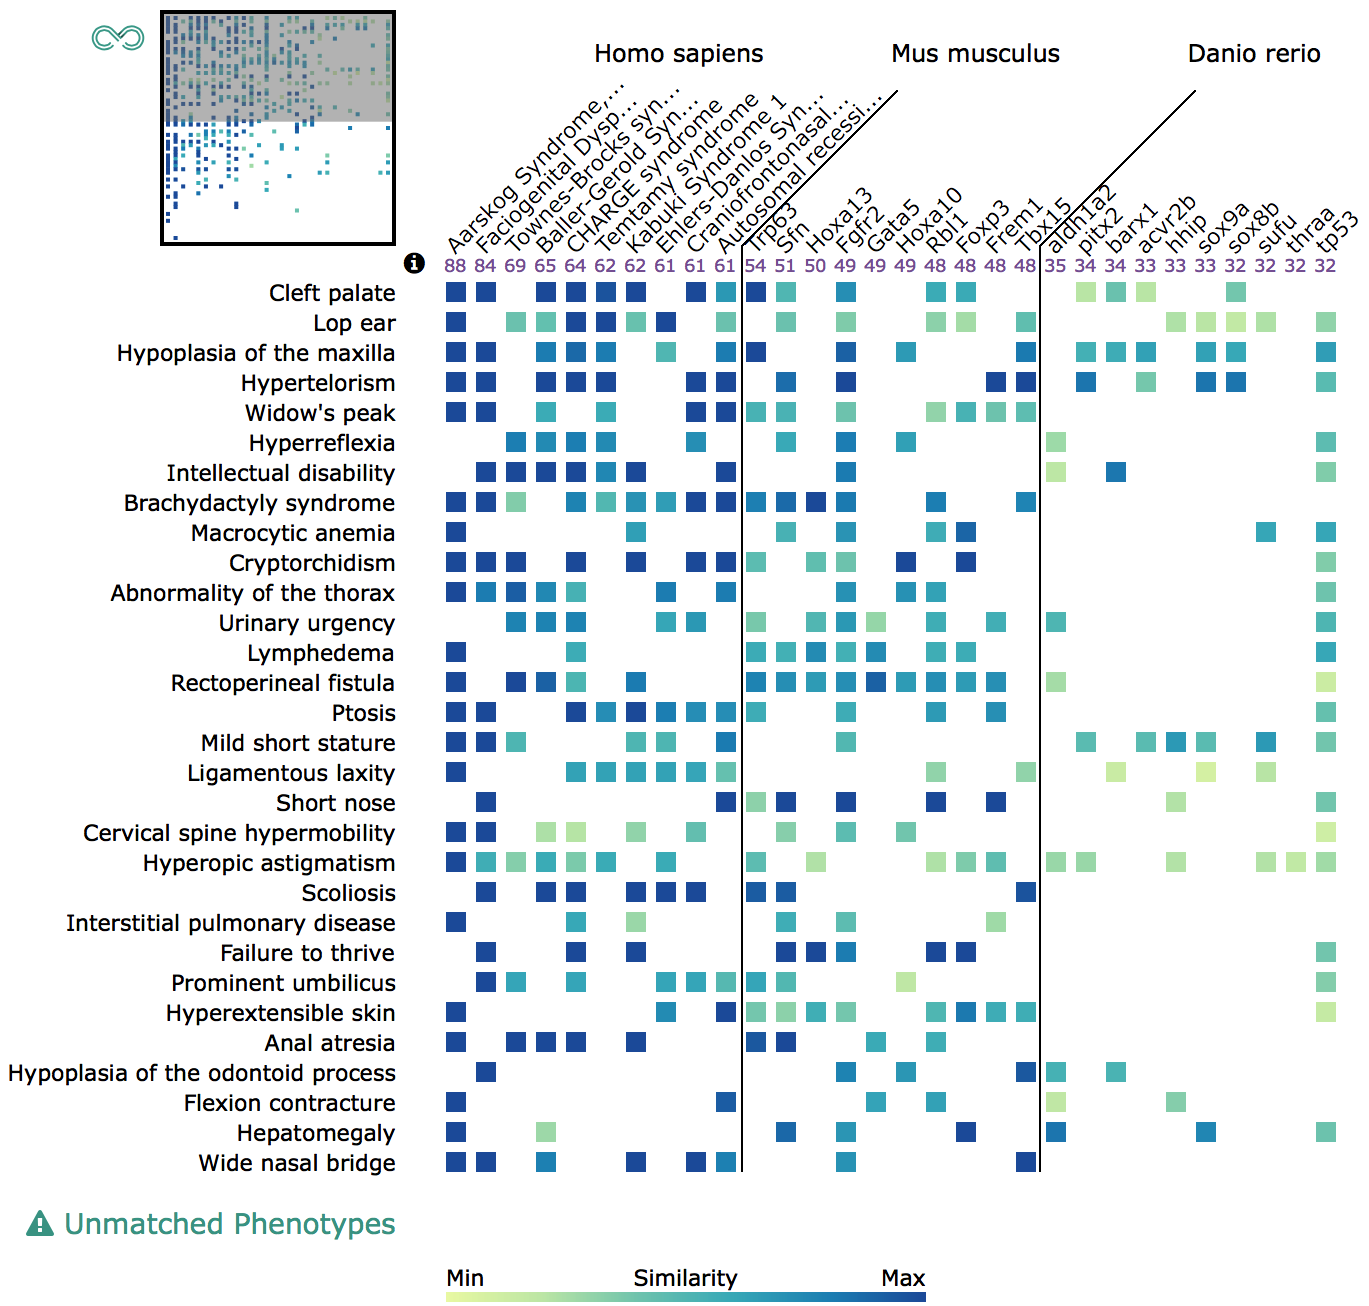 Homo sapiens
Mus musculus
Danio rerio
Aarskog Syndrome,...
Faciogenital Dysp...
Townes-Brocks syn...
Baller-Gerold Syn...
CHARGE syndrome
Temtamy syndrome
Kabuki Syndrome 1
Ehlers-Danlos Syn...
Craniofrontonasal...
Autosomal recessi...
Trp63
Sfn
Hoxa13
Fgfr2
Gata5
Hoxa10
Rbl1
Foxp3
Frem1
Tbx15
aldh1a2
pitx2
barx1
acvr2b
hhip
sox9a
sox8b
sufu
thraa
tp53
88 84 69 65 64 62 62 61 61 61 54 51 50 49 49 49 48 48 48 48 35 34 34 33 33 33 32 32 32 32
Cleft palate
Lop ear
Hypoplasia of the maxilla
Hypertelorism
Widow's peak
Hyperreflexia
Intellectual disability
Brachydactyly syndrome
Macrocytic anemia
Cryptorchidism
Abnormality of the thorax
Urinary urgency
Lymphedema
Rectoperineal fistula
Ptosis
Mild short stature
Ligamentous laxity
Short nose
Cervical spine hypermobility
Hyperopic astigmatism
Scoliosis
Interstitial pulmonary disease
Failure to thrive
Prominent umbilicus
Hyperextensible skin
Anal atresia
Hypoplasia of the odontoid process
Flexion contracture
Hepatomegaly
Wide nasal bridge
Unmatched Phenotypes
Min Similarity Max